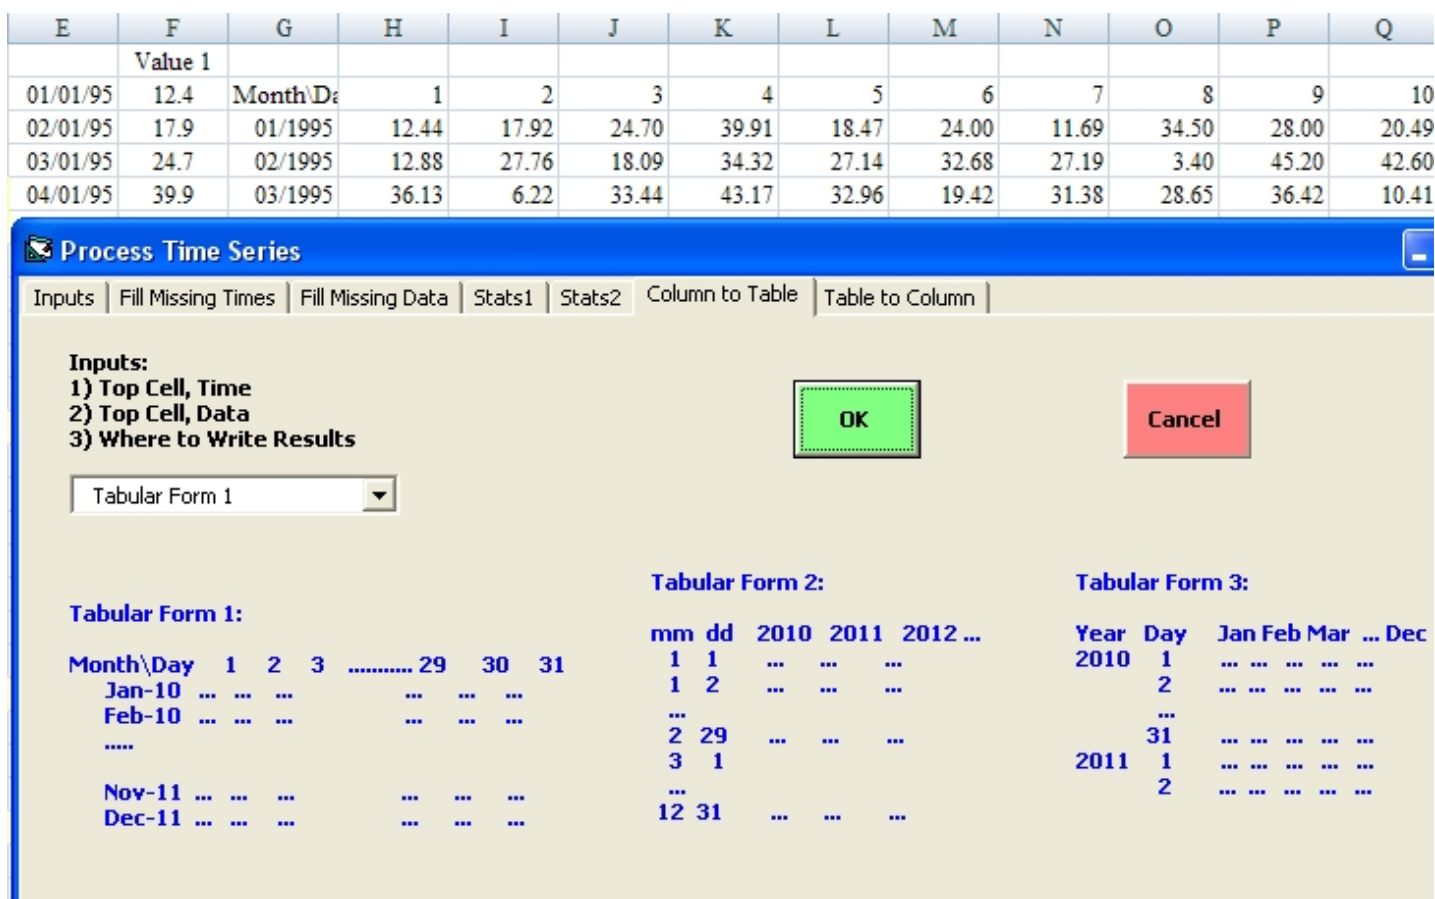 E F G H I J K L M N O P Q
Value 1
01/01/95 12.4 Month\Da 1 2 3 4 5 6 7 8 9 10
02/01/95 17.9 01/1995 12.44 17.92 24.70 39.91 18.47 24.00 11.69 34.50 28.00 20.49
03/01/95 24.7 02/1995 12.88 27.76 18.09 34.32 27.14 32.68 27.19 3.40 45.20 42.60
04/01/95 39.9 03/1995 36.13 6.22 33.44 43.17 32.96 19.42 31.38 28.65 36.42 10.41
Process Time Series
Inputs Fill Missing Times Fill Missing Data Stats1 Stats2 Column to Table Table to Column
Inputs:
1) Top Cell, Time
2) Top Cell, Data
3) Where to Write Results
OK Cancel
Tabular Form 1
Tabular Form 1:
Month\Day 1 2 3 ........... 29 30 31
Jan-10 ... ... ... ... ... ...
Feb-10 ... ... ... ... ... ...
.....
Nov-11 ... ... ... ... ... ...
Dec-11 ... ... ... ... ... ...
Tabular Form 2:
mm dd 2010 2011 2012 ...
1 1 ... ... ...
1 2 ... ... ...
...
2 29 ... ... ...
3 1
...
12 31 ... ... ...
Tabular Form 3:
Year Day Jan Feb Mar ... Dec
2010 1 ... ... ... ... ...
2 ... ... ... ... ...
...
31 ... ... ... ... ...
2011 1 ... ... ... ... ...
2 ... ... ... ... ...